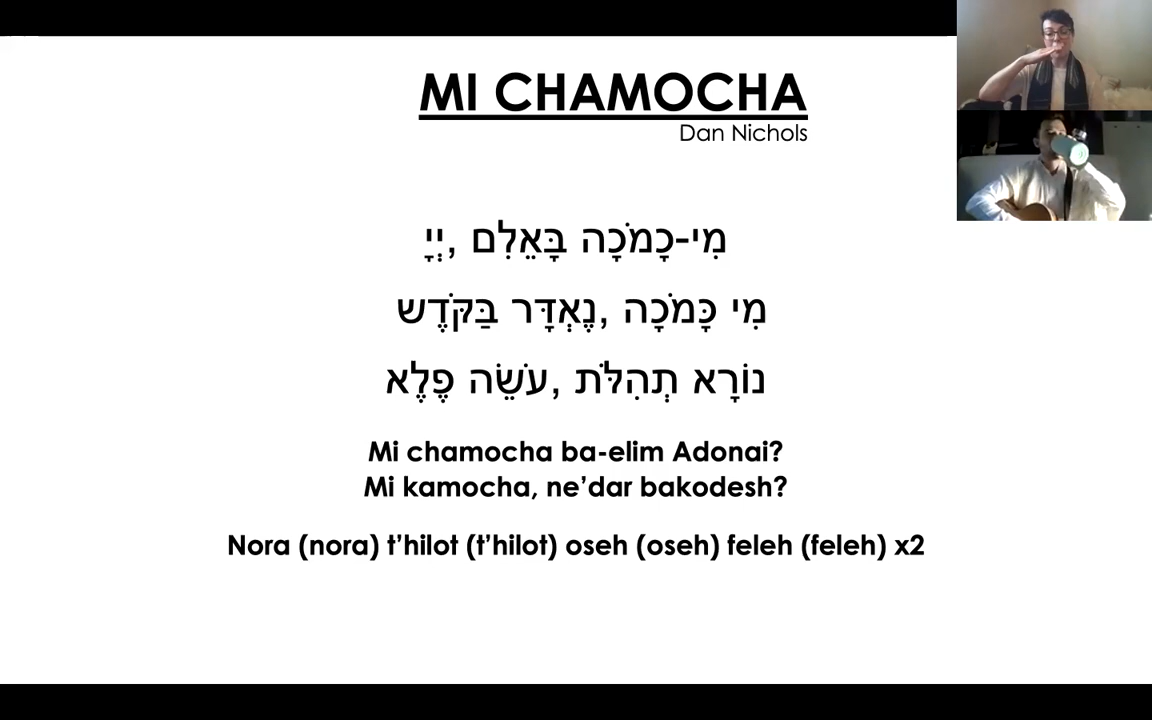 MI CHAMOCHA
Dan Nichols
מִי-כָמֹכָה בָּאֵלִם ,יְיָ
מִי כָּמֹכָה ,נֶאְדָּר בַּקֹּדֶש
נוֹרָא תְהִלֹּת ,עֹשֵׂה פֶלֶא
Mi chamocha ba-elim Adonai?
Mi kamocha, ne’dar bakodesh?
Nora (nora) t’hilot (t’hilot) oseh (oseh) feleh (feleh) x2